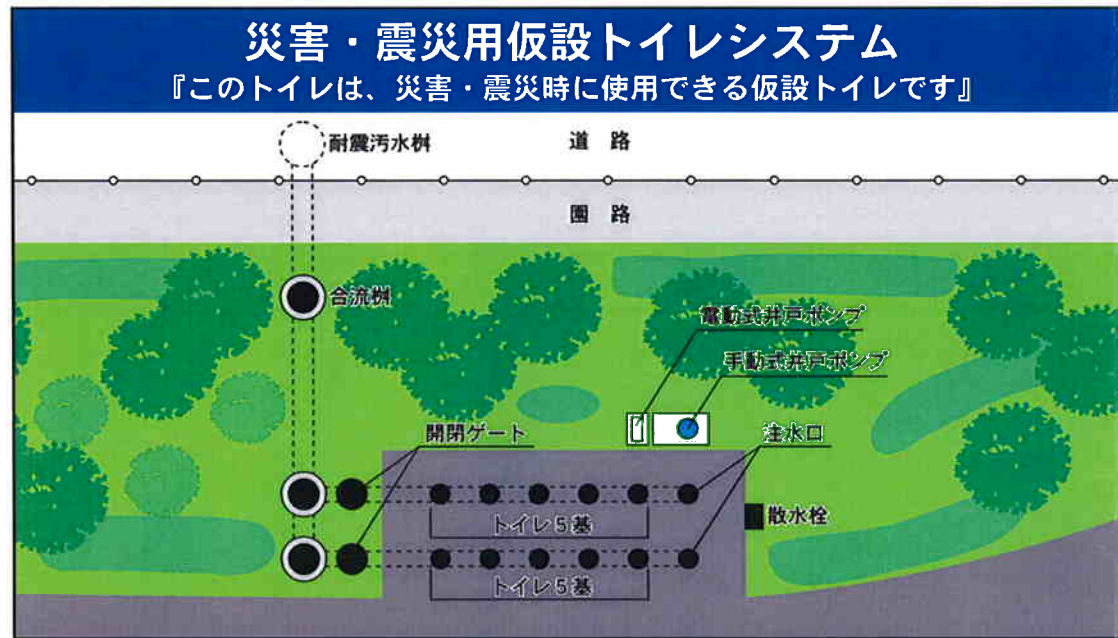 災害・震災用仮設トイレシステム
『このトイレは、災害・震災時に使用できる仮設トイレです』
耐震汚水桝
道 路
園 路
合流桝
電動式井戸ポンプ
手動式井戸ポンプ
開閉ゲート
注水口
トイレ5基
散水栓
トイレ5基